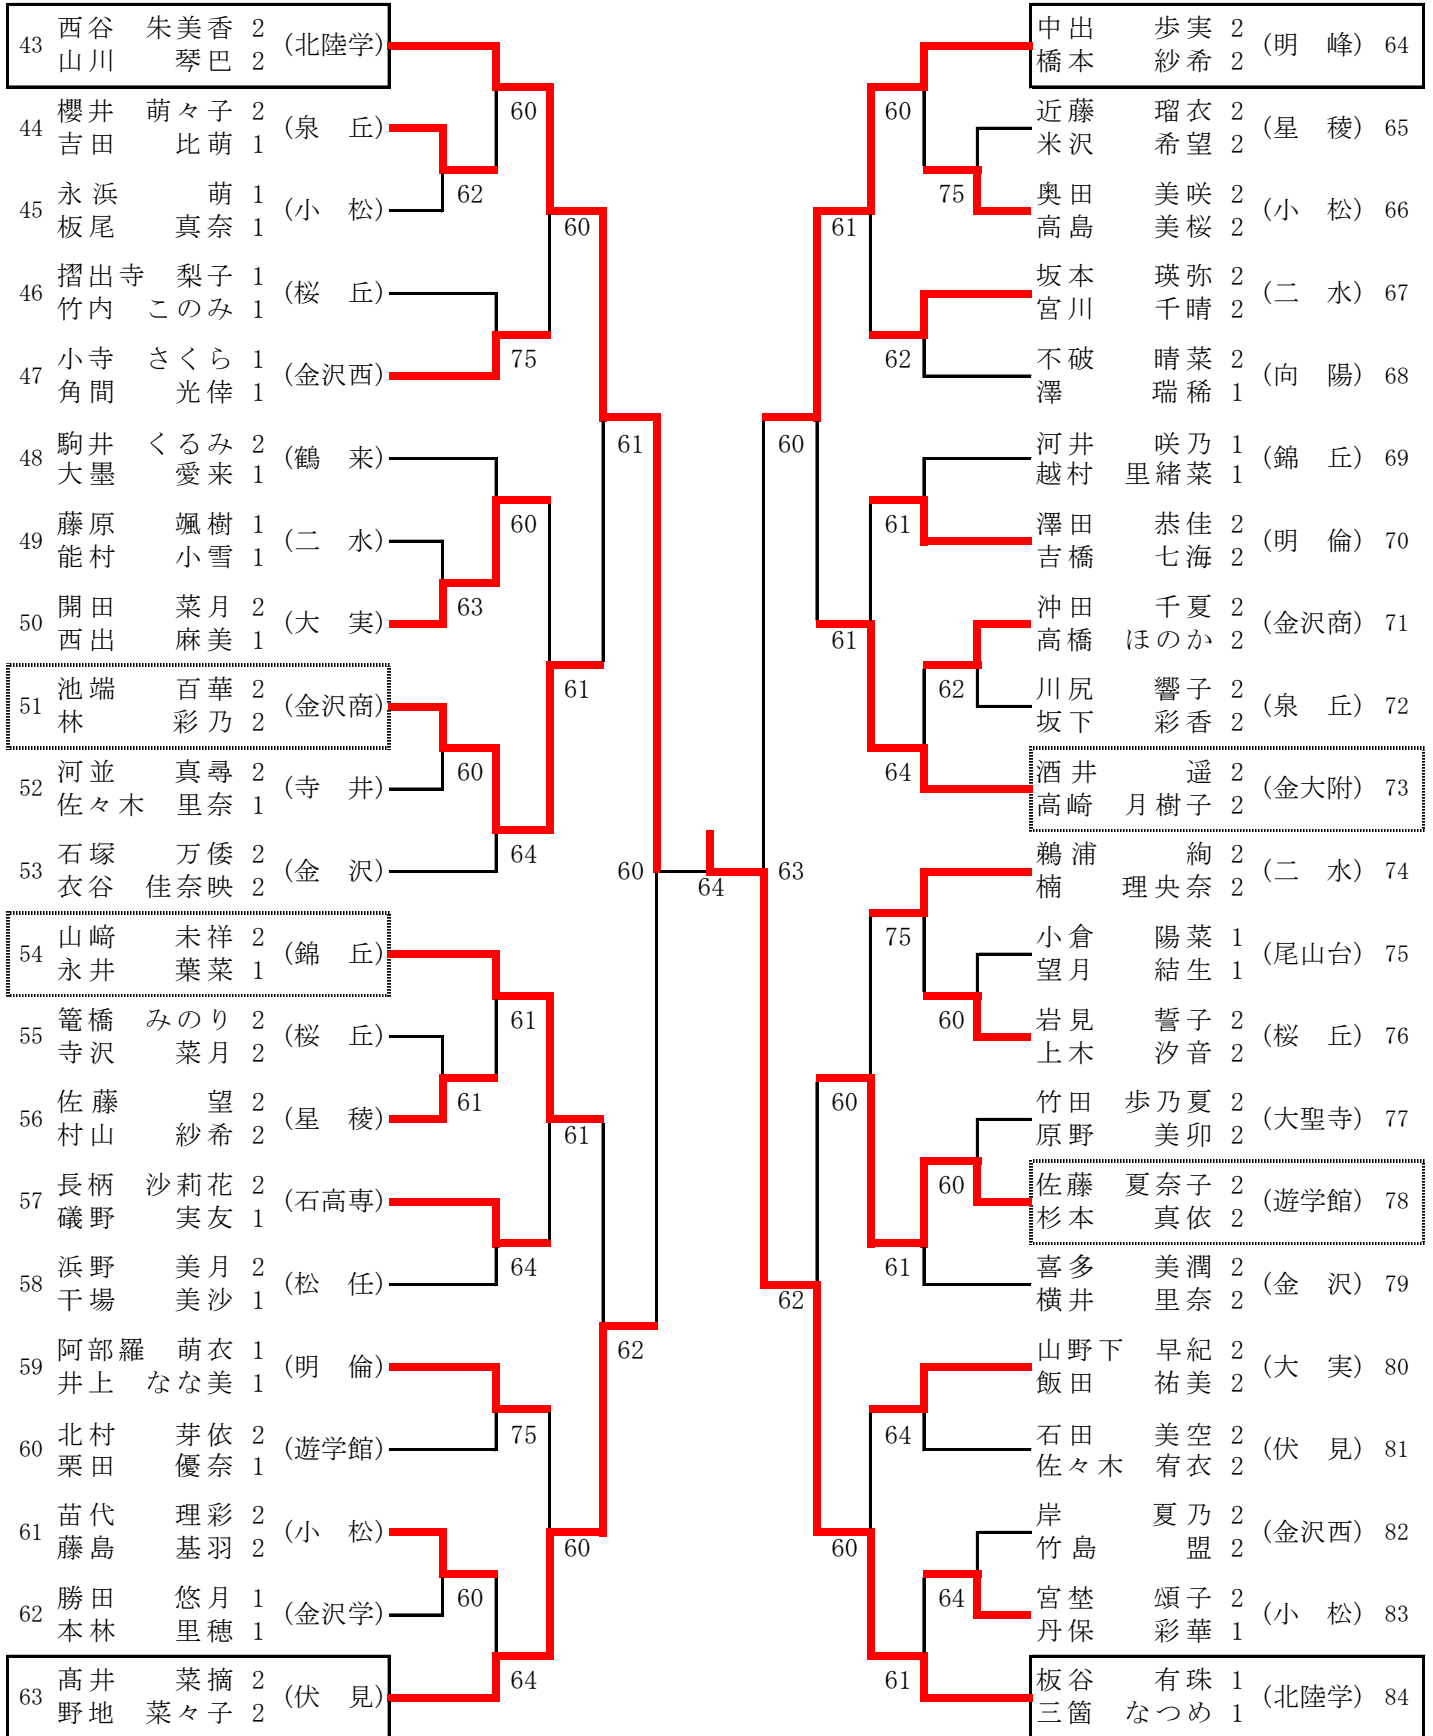 43 西谷 朱美香 2 (北陸学)
山川 琴巴 2
44 櫻井 萌々子 2 (泉 丘)
吉田 比萌 1
45 永浜 萌 1 (小 松)
板尾 真奈 1
46 摺出寺 梨子 1 (桜 丘)
竹内 このみ 1
47 小寺 さくら 1 (金沢西)
角間 光倖 1
48 駒井 くるみ 2 (鶴 来)
大墨 愛来 1
49 藤原 颯樹 1 (二 水)
能村 小雪 1
50 開田 菜月 2 (大 実)
西出 麻美 1
51 池端 百華 2 (金沢商)
林 彩乃 2
52 河並 真尋 2 (寺 井)
佐々木 里奈 1
53 石塚 万倭 2 (金 沢)
衣谷 佳奈映 2
54 山﨑 未祥 2 (錦 丘)
永井 葉菜 1
55 篭橋 みのり 2 (桜 丘)
寺沢 菜月 2
56 佐藤 望 2 (星 稜)
村山 紗希 2
57 長柄 沙莉花 2 (石高専)
礒野 実友 1
58 浜野 美月 2 (松 任)
干場 美沙 1
59 阿部羅 萌衣 1 (明 倫)
井上 なな美 1
60 北村 芽依 2 (遊学館)
栗田 優奈 1
61 苗代 理彩 2 (小 松)
藤島 基羽 2
62 勝田 悠月 1 (金沢学)
本林 里穂 1
63 髙井 菜摘 2 (伏 見)
野地 菜々子 2
60
62
60
75
61
60
63
61
60
64
60
61
61
61
64
62
75
60
60
64
64
60
75
61
62
60
61
61
62
64
63
75
60
60
60
61
62
64
60
64
61
中出 歩実 2 (明 峰) 64
橋本 紗希 2
近藤 瑠衣 2 (星 稜) 65
米沢 希望 2
奥田 美咲 2 (小 松) 66
高島 美桜 2
坂本 瑛弥 2 (二 水) 67
宮川 千晴 2
不破 晴菜 2 (向 陽) 68
澤 瑞稀 1
河井 咲乃 1 (錦 丘) 69
越村 里緒菜 1
澤田 恭佳 2 (明 倫) 70
吉橋 七海 2
沖田 千夏 2 (金沢商) 71
高橋 ほのか 2
川尻 響子 2 (泉 丘) 72
坂下 彩香 2
酒井 遥 2 (金大附) 73
高崎 月樹子 2
鵜浦 絢 2 (二 水) 74
楠 理央奈 2
小倉 陽菜 1 (尾山台) 75
望月 結生 1
岩見 誓子 2 (桜 丘) 76
上木 汐音 2
竹田 歩乃夏 2 (大聖寺) 77
原野 美卯 2
佐藤 夏奈子 2 (遊学館) 78
杉本 真依 2
喜多 美潤 2 (金 沢) 79
横井 里奈 2
山野下 早紀 2 (大 実) 80
飯田 祐美 2
石田 美空 2 (伏 見) 81
佐々木 宥衣 2
岸 夏乃 2 (金沢西) 82
竹島 盟 2
宮埜 頌子 2 (小 松) 83
丹保 彩華 1
板谷 有珠 1 (北陸学) 84
三箇 なつめ 1